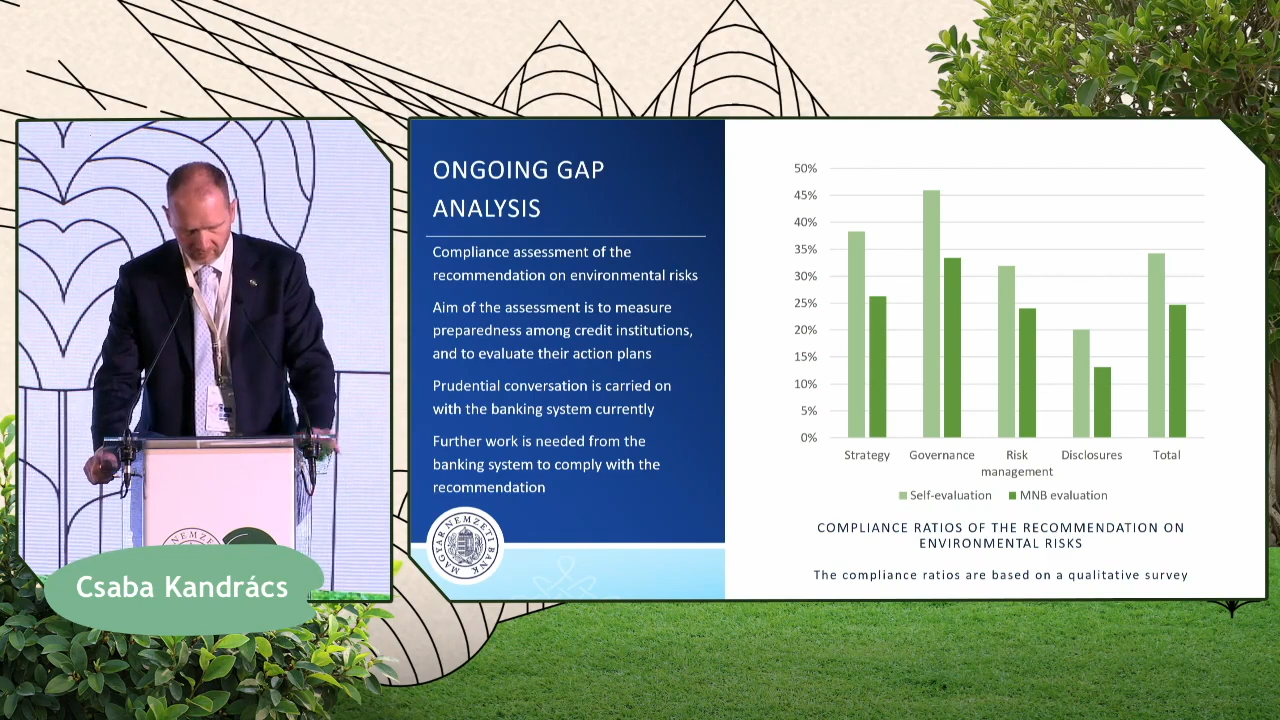 ONGOING GAP
ANALYSIS
Compliance assessment of the
recommendation on environmental risks
Aim of the assessment is to measure
preparedness among credit institutions,
and to evaluate their action plans
Prudential conversation is carried on
with the banking system currently
Further work is needed from the
banking system to comply with the
recommendation
MAGYAR NEMZETI BANK
50%
45%
40%
35%
30%
25%
20%
15%
10%
5%
0%
Strategy
Governance
Risk
management
Disclosures
Total
Self-evaluation
MNB evaluation
COMPLIANCE RATIOS OF THE RECOMMENDATION ON
ENVIRONMENTAL RISKS
The compliance ratios are based on a qualitative survey
NEMZE
Csaba Kandrács